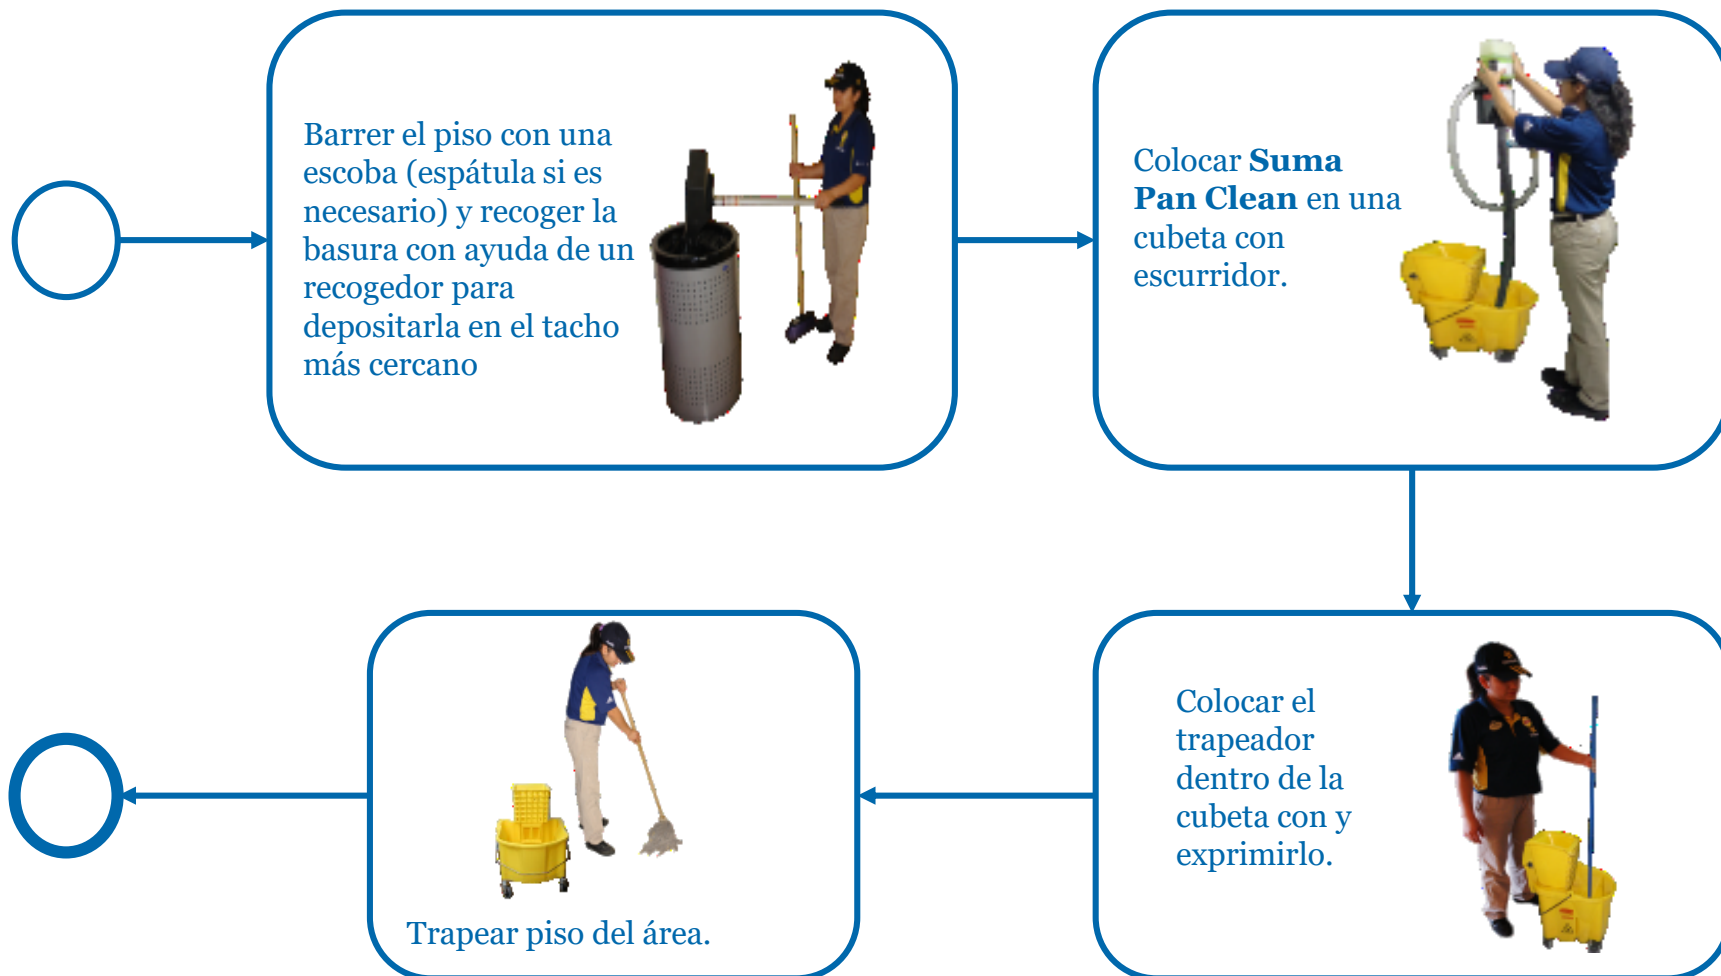 Barrer el piso con una
escoba (espátula si es
necesario) y recoger la
basura con ayuda de un
recogedor para
depositarla en el tacho
más cercano
Colocar Suma
Pan Clean en una
cubeta con
escurridor.
Colocar el
trapeador
dentro de la
cubeta con y
exprimirlo.
Trapear piso del área.